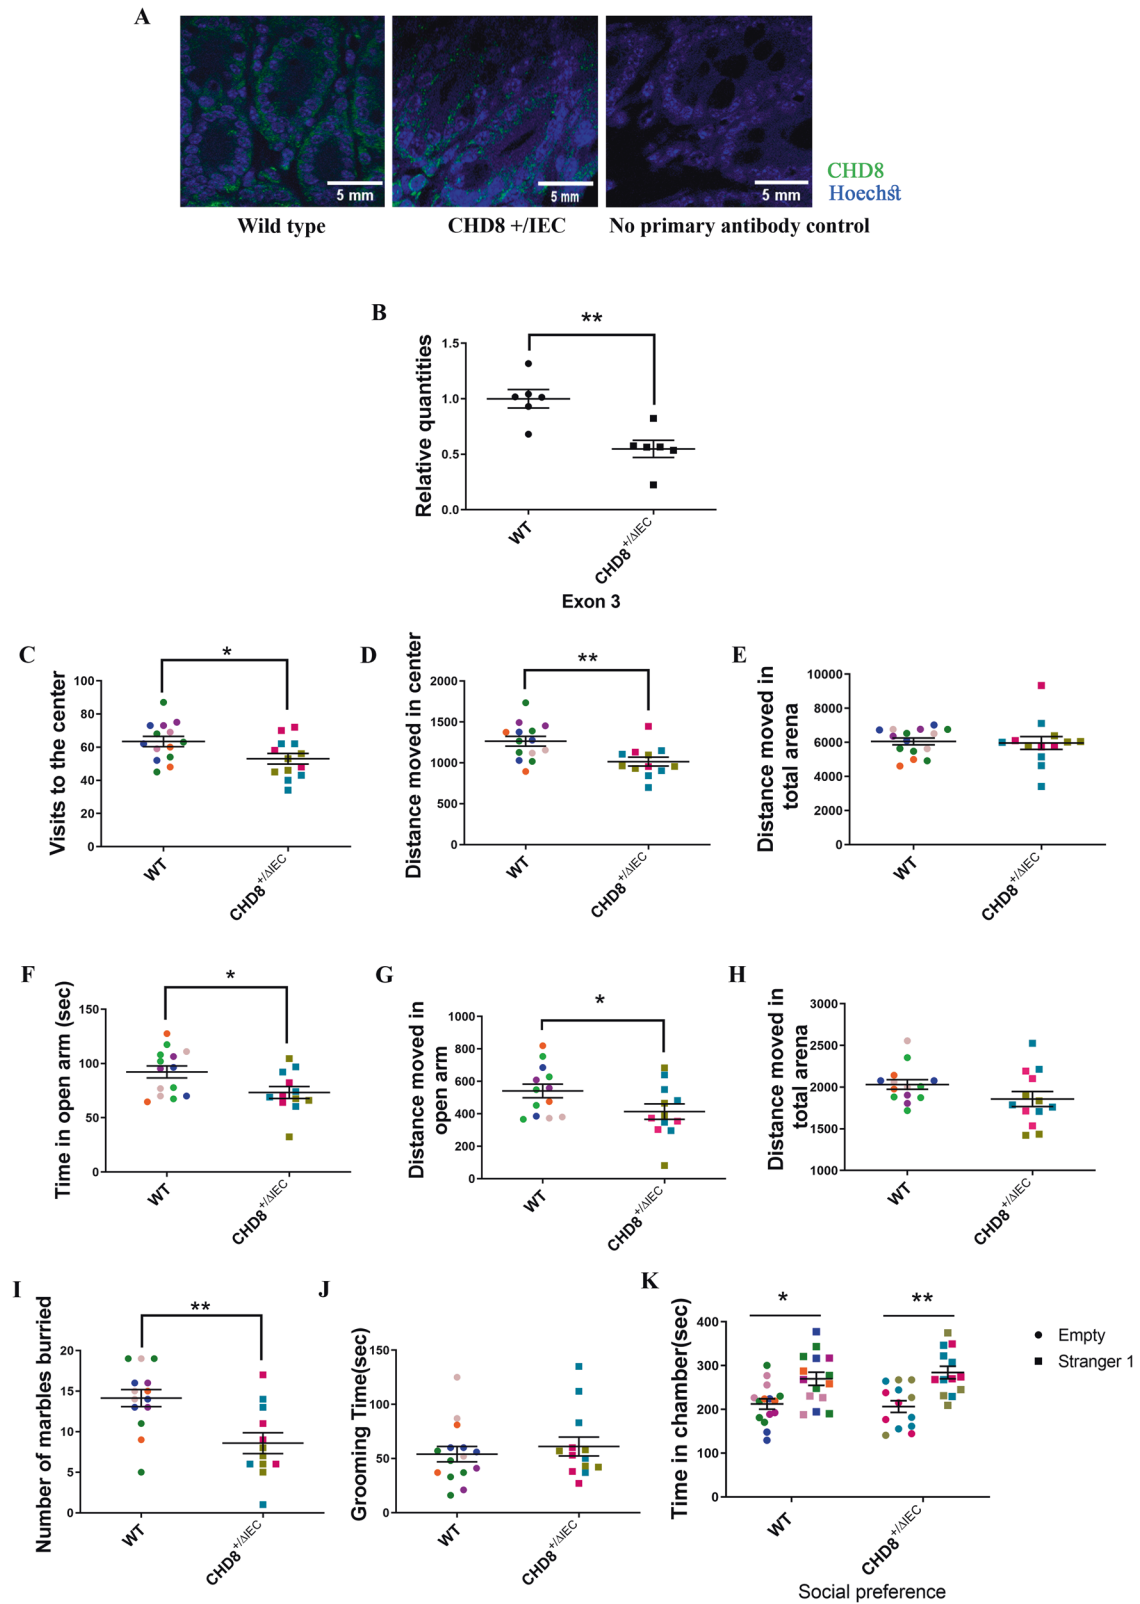 A
5 mm
5 mm
5 mm
CHD8
Hoechst
Wild type
CHD8 +/IEC
No primary antibody control
B
**
Relative quantities
1.5
1.0
0.5
0.0
WT
CHD8+/ΔIEC
Exon 3
C
*
Visits to the center
100
80
60
40
20
0
WT
CHD8+/ΔIEC
D
**
Distance moved in center
2000
1500
1000
500
0
WT
CHD8+/ΔIEC
E
Distance moved in
total arena
10000
8000
6000
4000
2000
0
WT
CHD8+/ΔIEC
F
*
Time in open arm (sec)
150
100
50
0
WT
CHD8+/ΔIEC
G
*
Distance moved in
open arm
1000
800
600
400
200
0
WT
CHD8+/ΔIEC
H
Distance moved in
total arena
3000
2500
2000
1500
1000
WT
CHD8+/ΔIEC
I
**
Number of marbles burried
20
15
10
5
0
WT
CHD8+/ΔIEC
J
Grooming Time(sec)
150
100
50
0
WT
CHD8+/ΔIEC
K
*
**
Time in chamber(sec)
400
300
200
100
0
WT
CHD8+/ΔIEC
Social preference
Empty
Stranger 1